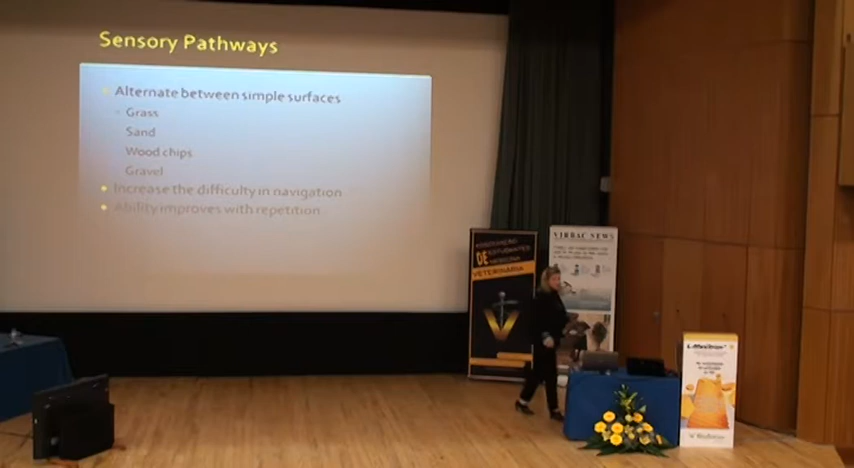 Sensory Pathways
Alternate between simple surfaces
Grass
Sand
Wood chips
Gravel
Increase the difficulty in navigation
Ability improves with repetition
DE
VETERINÁRIA
VIRBAC NEWS